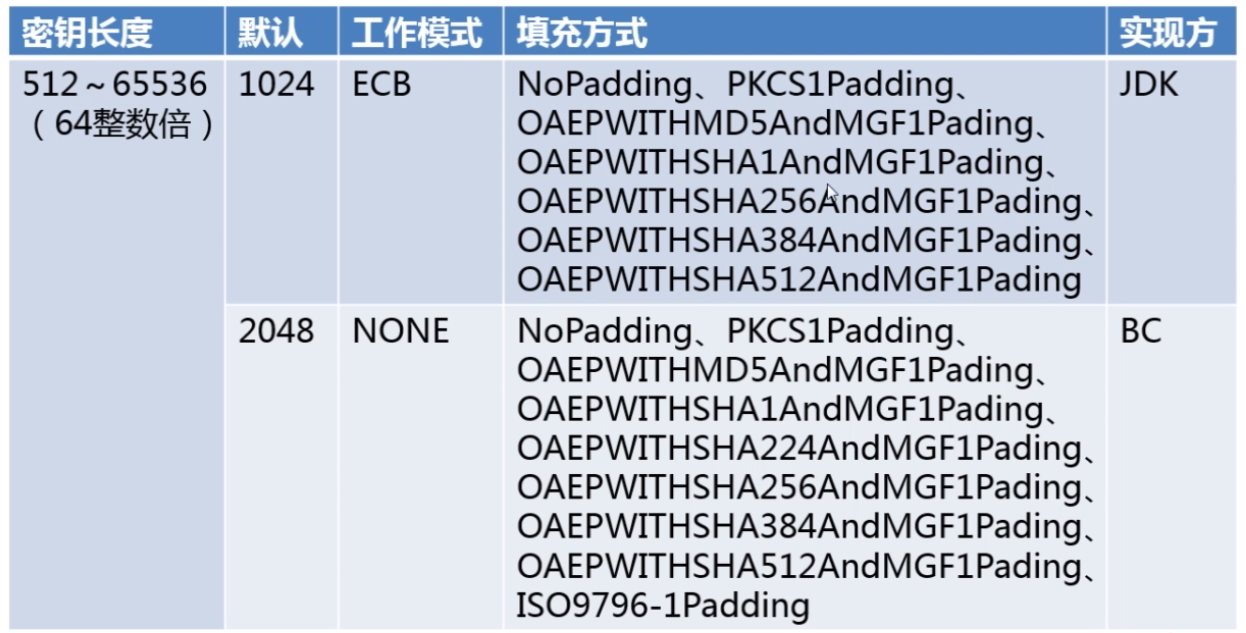 密钥长度 默认 工作模式 填充方式 实现方
512~65536 1024 ECB NoPadding、PKCS1Padding、 JDK
（64整数倍） OAEPWITHMD5AndMGF1Pading、
OAEPWITHSHA1AndMGF1Pading、
OAEPWITHSHA256AndMGF1Pading、
OAEPWITHSHA384AndMGF1Pading、
OAEPWITHSHA512AndMGF1Pading
2048 NONE NoPadding、PKCS1Padding、 BC
OAEPWITHMD5AndMGF1Pading、
OAEPWITHSHA1AndMGF1Pading、
OAEPWITHSHA224AndMGF1Pading、
OAEPWITHSHA256AndMGF1Pading、
OAEPWITHSHA384AndMGF1Pading、
OAEPWITHSHA512AndMGF1Pading、
ISO9796-1Padding